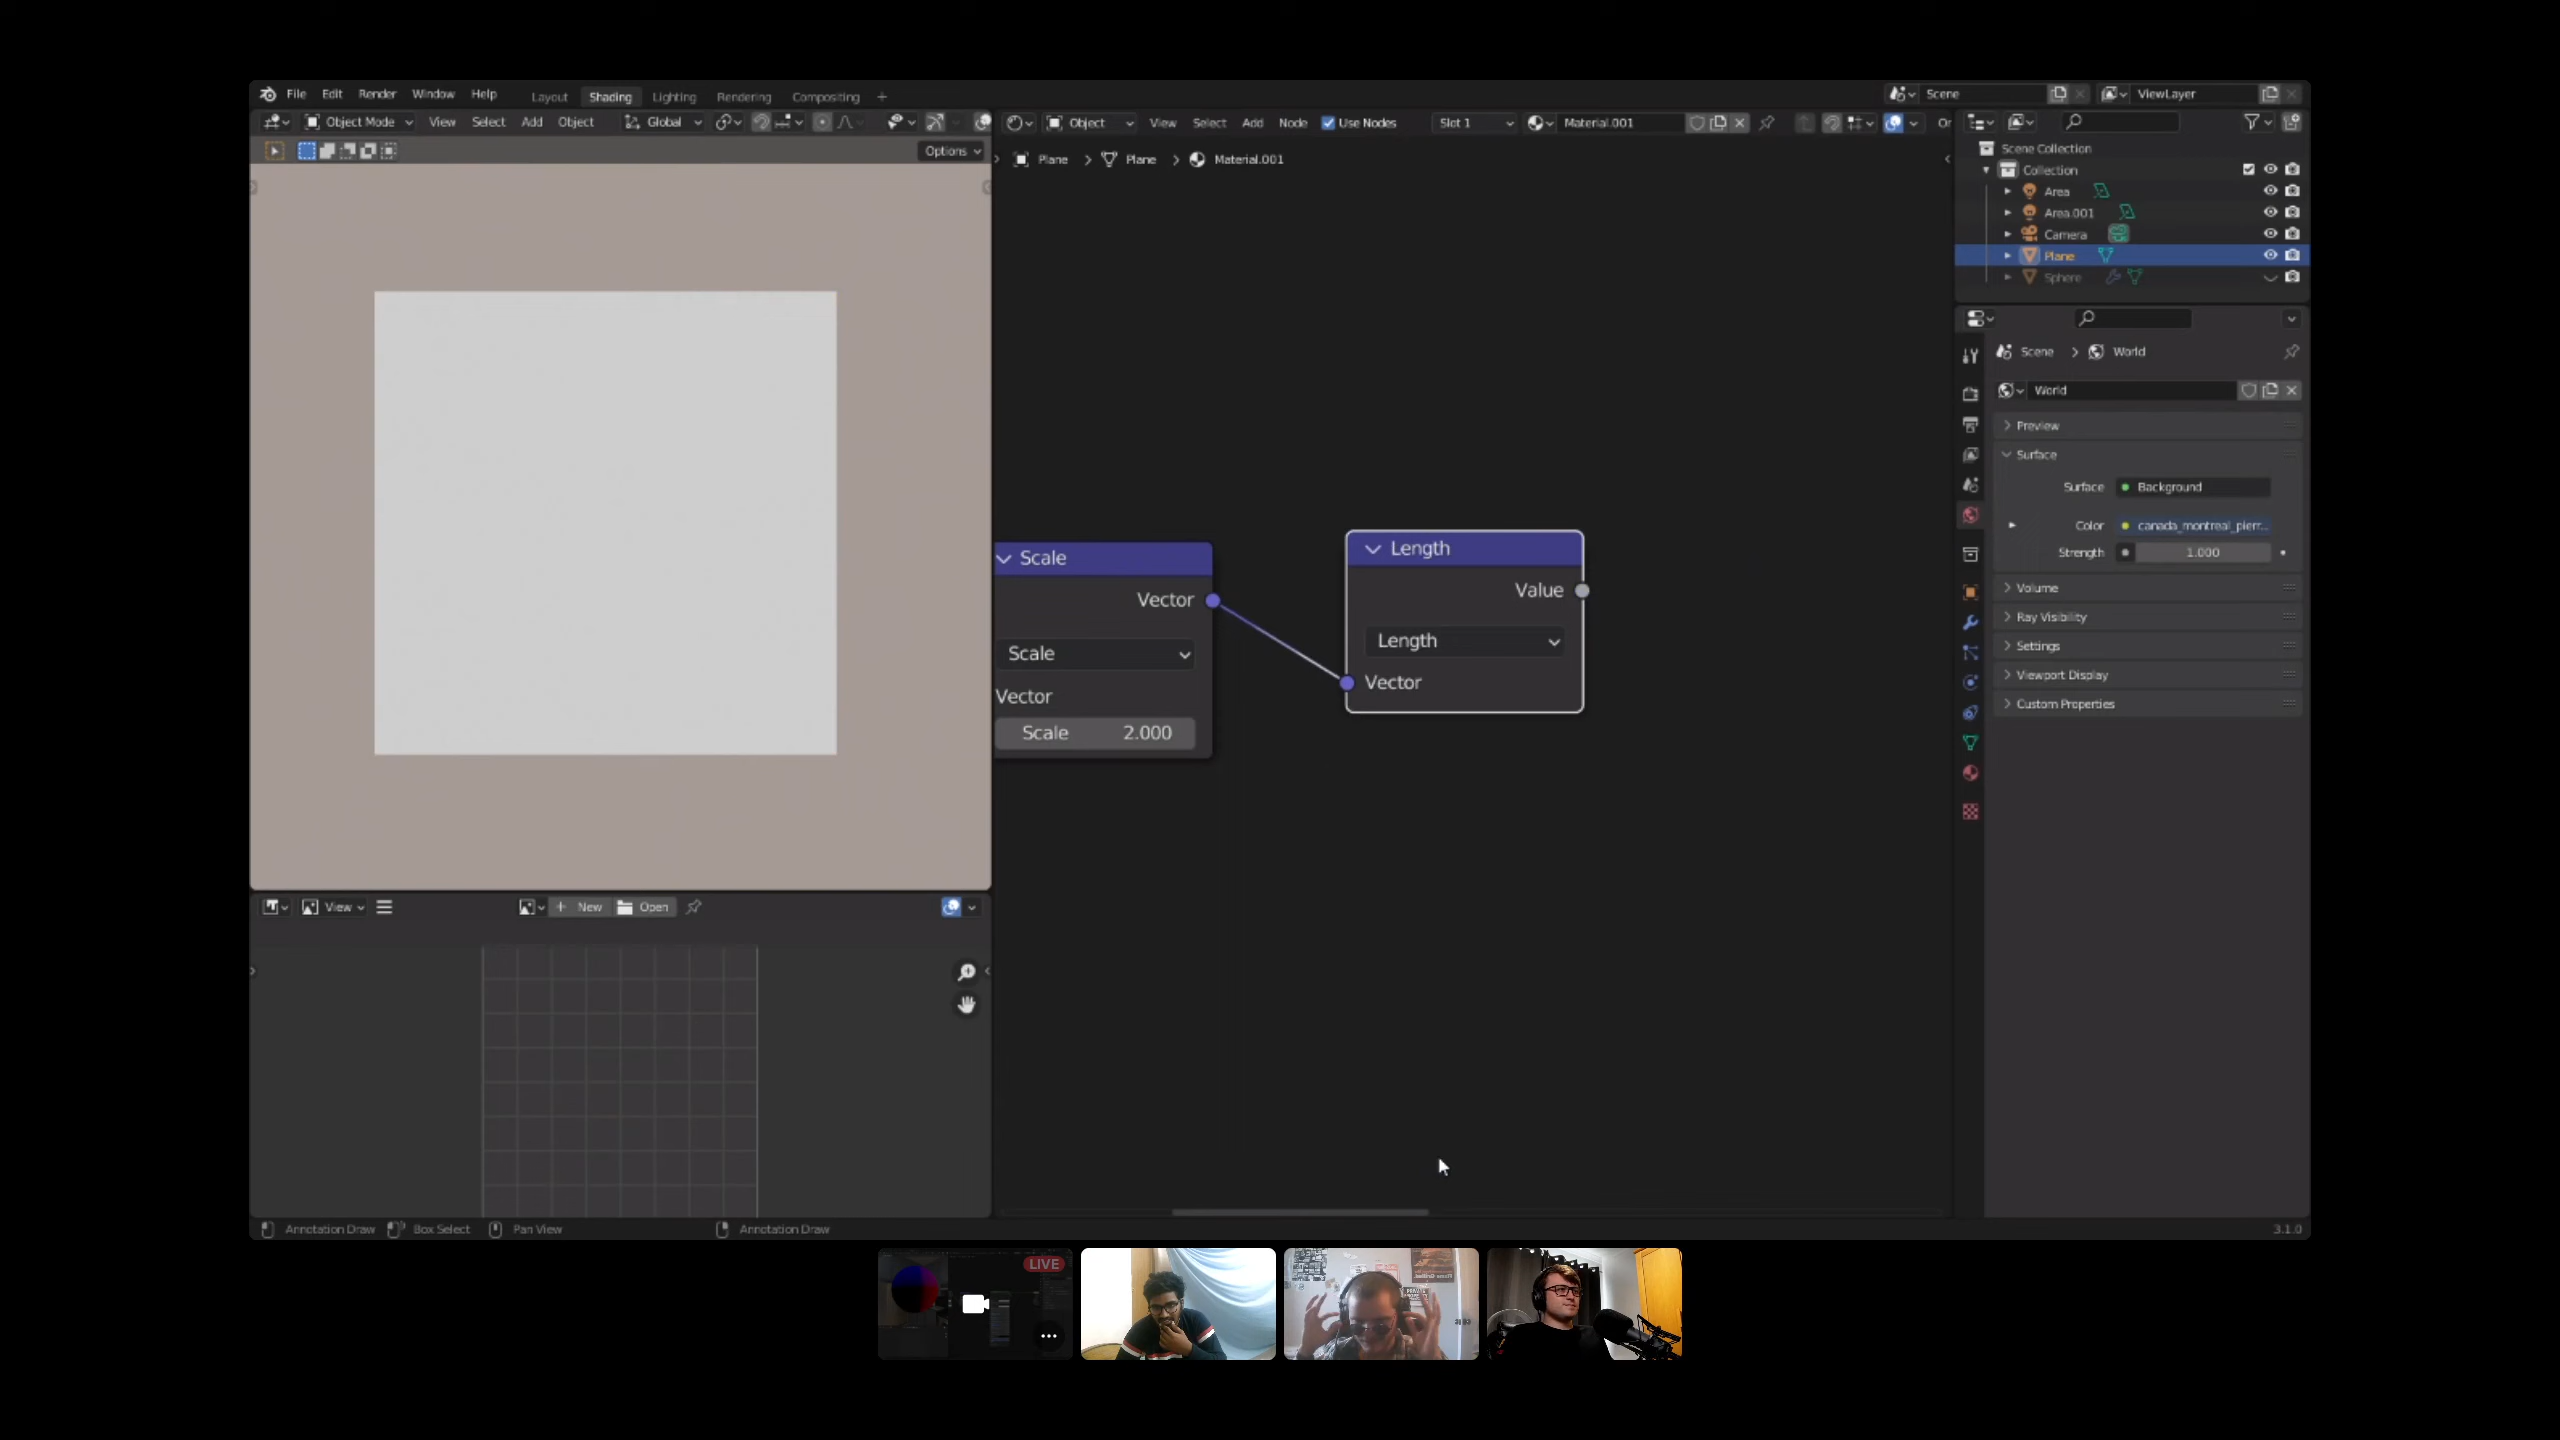 File Edit Render Window Help Layout Shading Lighting Rendering Compositing + Scene ViewLayer
Object Mode View Select Add Object Global
Options
Object View Select Add Node Use Nodes Slot 1 Material.001 Or
Plane > Plane > Material.001
Scale
Vector
Scale
Vector
Scale 2.000
Length
Value
Length
Vector
Scene Collection
Collection
Area
Area.001
Camera
Plane
Sphere
Scene > World
World
Preview
Surface
Surface Background
Color canada_montreal_pierr...
Strength 1.000
Volume
Ray Visibility
Settings
Viewport Display
Custom Properties
View + New Open
Annotation Draw Box Select Pan View Annotation Draw 3.1.0
LIVE